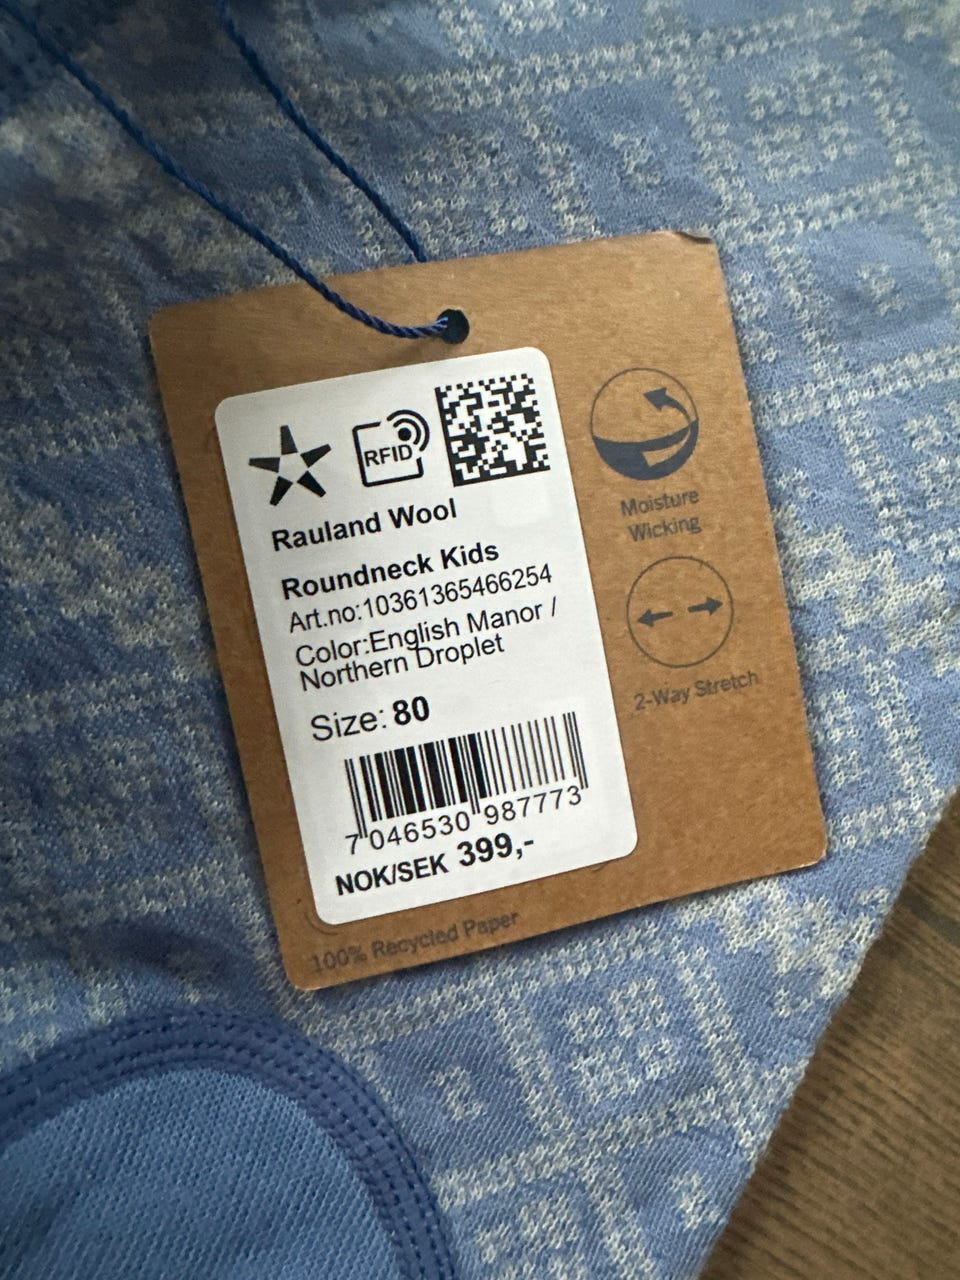 RFID
Rauland Wool
Roundneck Kids
Art.no:10361365466254
Color:English Manor /
Northern Droplet
Size: 80
7 046530 987773
NOK/SEK 399,-
Moisture
Wicking
2-Way Stretch
100% Recycled Paper